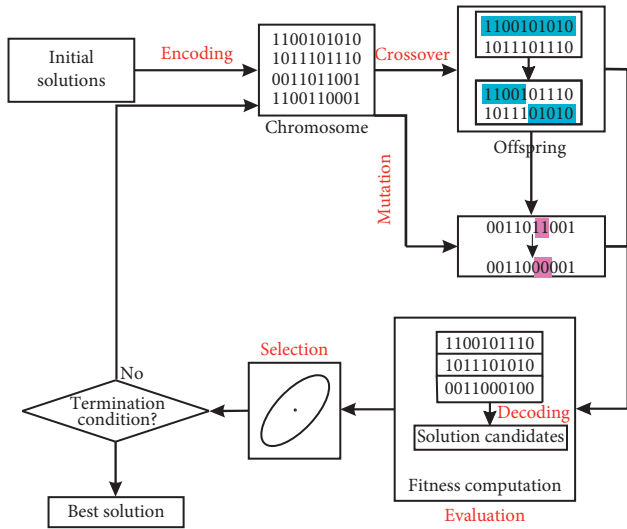 Initial
solutions
Encoding
1100101010
1011101110
0011011001
1100110001
Chromosome
Crossover
1100101010
1011101110
1100101110
1011101010
Offspring
Mutation
0011011001
0011000001
1100101110
1011101010
0011000100
Decoding
Solution candidates
Fitness computation
Evaluation
Selection
No
Termination
condition?
Best solution